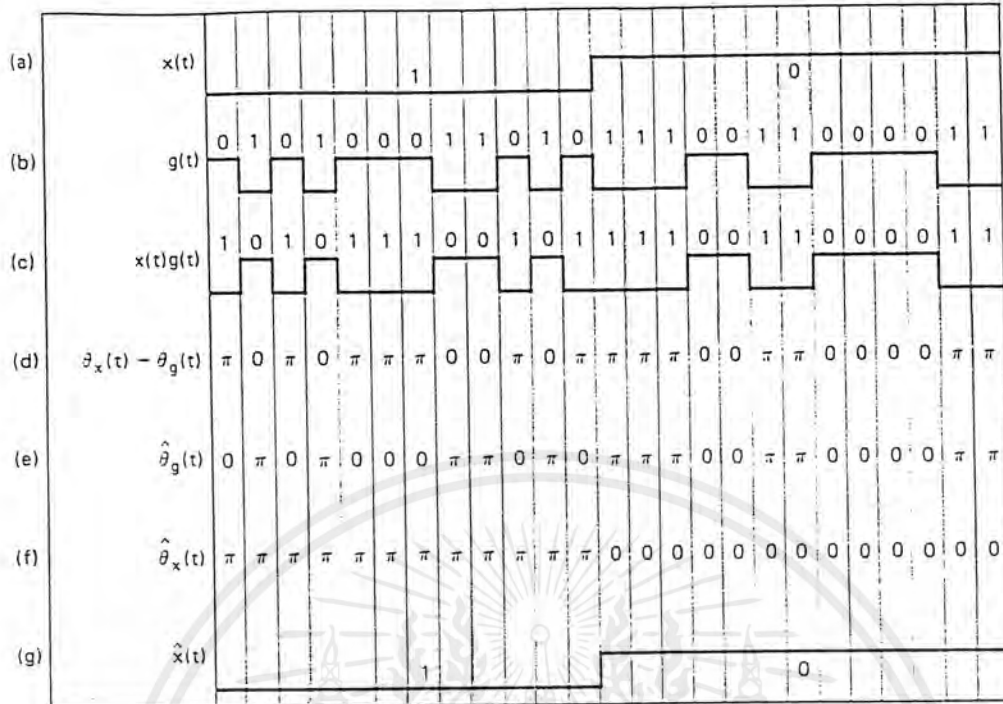 (a) x(t) 1 0
(b) g(t) 0 1 0 1 0 0 0 1 1 0 1 0 1 1 1 0 0 1 1 0 0 0 0 1 1
(c) x(t)g(t) 1 0 1 0 1 1 1 0 0 1 0 1 1 1 1 0 0 1 1 0 0 0 0 1 1
(d) θx(t) − θg(t) π 0 π 0 π π π 0 0 π 0 π π π π 0 0 π π 0 0 0 0 π π
(e) θ̂g(t) 0 π 0 π 0 0 0 π π 0 π 0 π π π 0 0 π π 0 0 0 0 π π
(f) θ̂x(t) π π π π π π π π π π π π 0 0 0 0 0 0 0 0 0 0 0 0 0
(g) x̂(t) 1 0